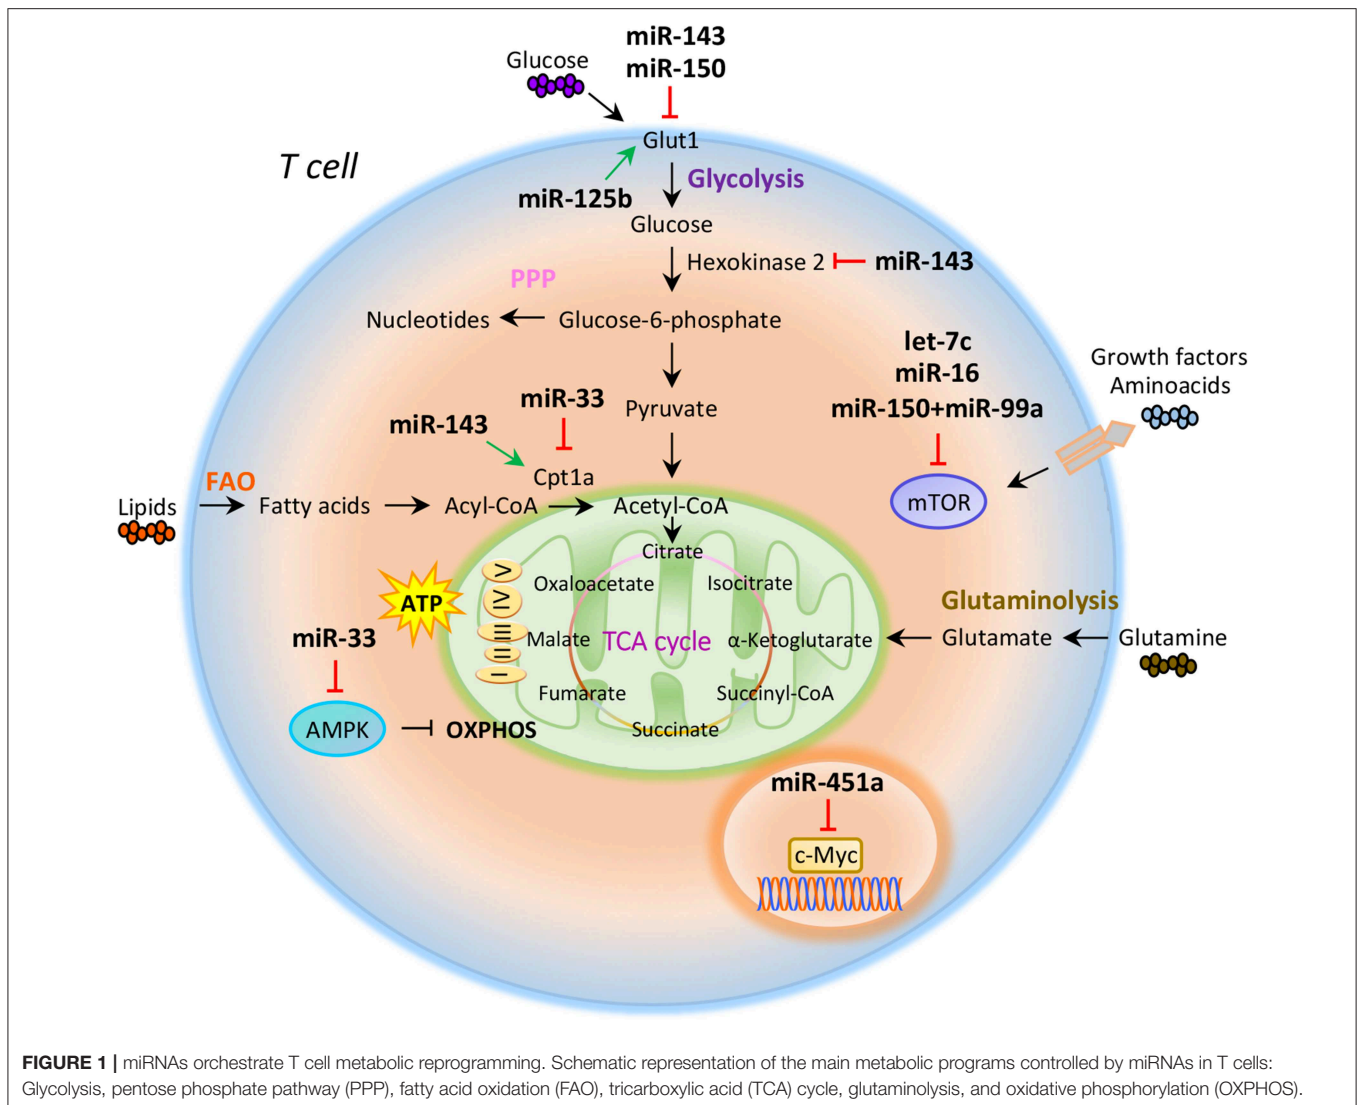 miR-143
miR-150
Glucose
Glut1
T cell
Glycolysis
miR-125b
Glucose
Hexokinase 2
miR-143
PPP
Nucleotides
Glucose-6-phosphate
let-7c
miR-16
miR-150+miR-99a
Growth factors
Aminoacids
miR-33
miR-143
Pyruvate
Cpt1a
FAO
Lipids
Fatty acids
Acyl-CoA
Acetyl-CoA
mTOR
Citrate
Oxaloacetate
Isocitrate
V
IV
III
II
I
ATP
Glutaminolysis
miR-33
Malate
TCA cycle
α-Ketoglutarate
Glutamate
Glutamine
Fumarate
Succinyl-CoA
AMPK
OXPHOS
Succinate
miR-451a
c-Myc
FIGURE 1 | miRNAs orchestrate T cell metabolic reprogramming. Schematic representation of the main metabolic programs controlled by miRNAs in T cells:
Glycolysis, pentose phosphate pathway (PPP), fatty acid oxidation (FAO), tricarboxylic acid (TCA) cycle, glutaminolysis, and oxidative phosphorylation (OXPHOS).